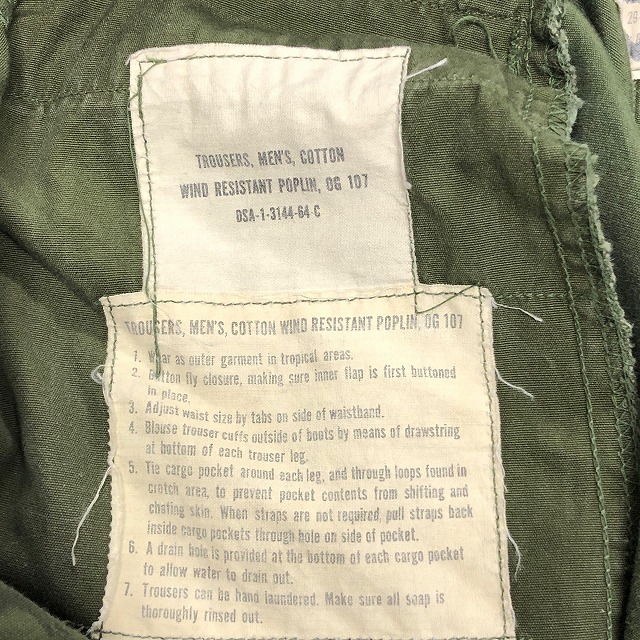 TROUSERS, MEN'S, COTTON
WIND RESISTANT POPLIN, OG 107
DSA-1-3144-64-C
TROUSERS, MEN'S, COTTON WIND RESISTANT POPLIN, OG 107
1. Wear as outer garment in tropical areas.
2. Button fly closure, making sure inner flap is first buttoned
in place.
3. Adjust waist size by tabs on side of waistband.
4. Blouse trouser cuffs outside of boots by means of drawstring
at bottom of each trouser leg.
5. Tie cargo pocket around each leg, and through loops found in
crotch area, to prevent pocket contents from shifting and
chafing skin. When straps are not required, pull straps back
inside cargo pockets through hole on side of pocket.
6. A drain hole is provided at the bottom of each cargo pocket
to allow water to drain out.
7. Trousers can be hand laundered. Make sure all soap is
thoroughly rinsed out.